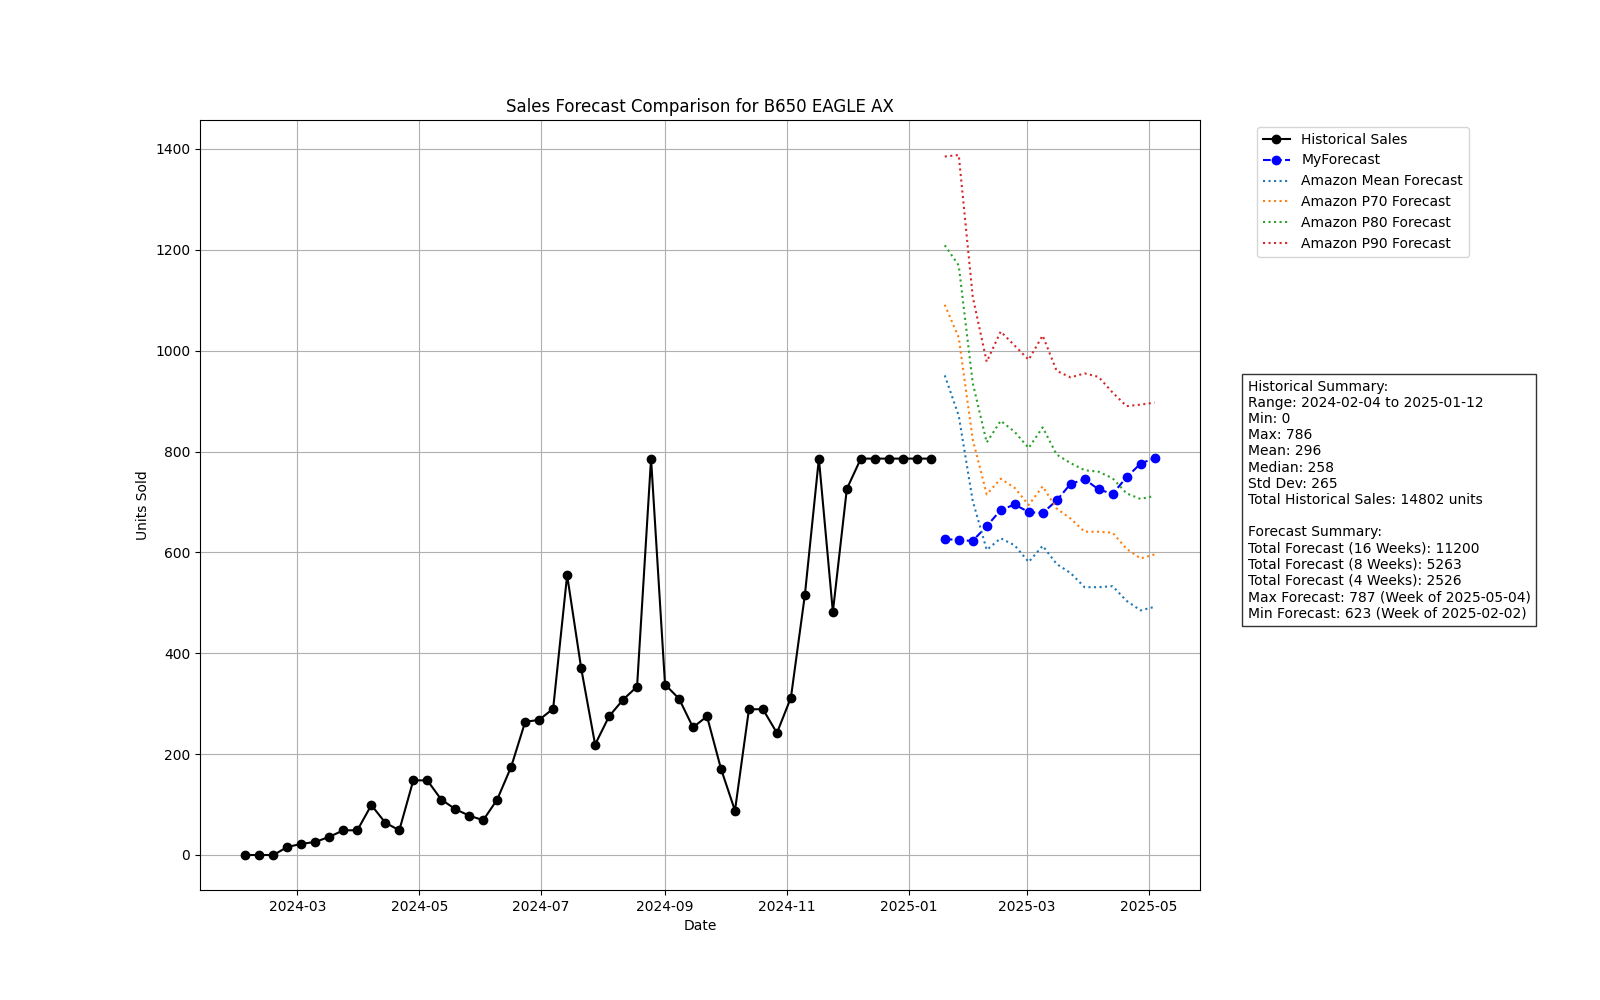 Sales Forecast Comparison for B650 EAGLE AX
1400
1200
1000
800
600
400
200
0
Units Sold
2024-03
2024-05
2024-07
2024-09
2024-11
2025-01
2025-03
2025-05
Date
Historical Sales
MyForecast
Amazon Mean Forecast
Amazon P70 Forecast
Amazon P80 Forecast
Amazon P90 Forecast
Historical Summary:
Range: 2024-02-04 to 2025-01-12
Min: 0
Max: 786
Mean: 296
Median: 258
Std Dev: 265
Total Historical Sales: 14802 units
Forecast Summary:
Total Forecast (16 Weeks): 11200
Total Forecast (8 Weeks): 5263
Total Forecast (4 Weeks): 2526
Max Forecast: 787 (Week of 2025-05-04)
Min Forecast: 623 (Week of 2025-02-02)